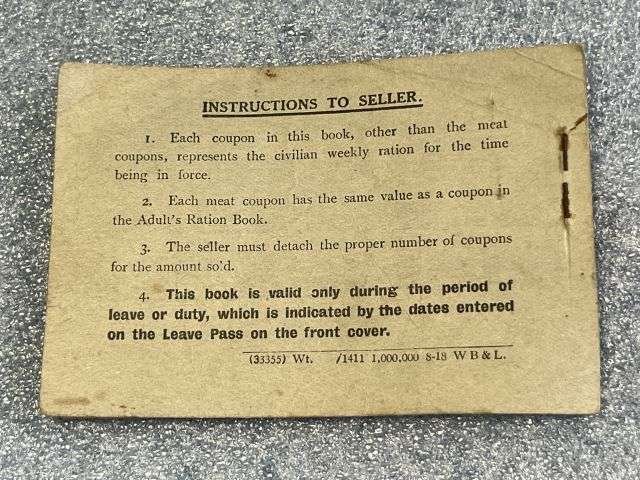 INSTRUCTIONS TO SELLER.
1. Each coupon in this book, other than the meat
coupons, represents the civilian weekly ration for the time
being in force.
2. Each meat coupon has the same value as a coupon in
the Adult's Ration Book.
3. The seller must detach the proper number of coupons
for the amount sold.
4. This book is valid only during the period of
leave or duty, which is indicated by the dates entered
on the Leave Pass on the front cover.
(33355) Wt. /1411 1,000,000 8-18 W B & L.